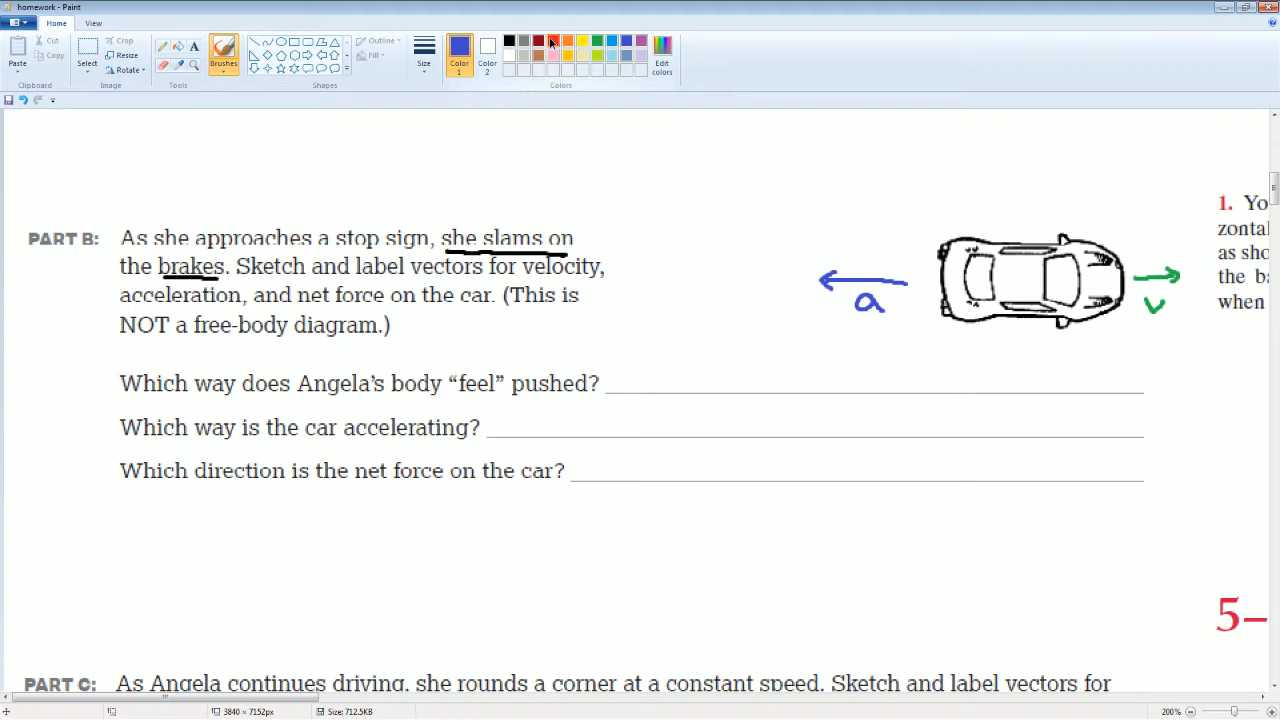 homework - Paint
Home
View
Paste
Cut
Copy
Clipboard
Select
Crop
Resize
Rotate
Image
A
Tools
Brushes
Outline
Fill
Shapes
Size
Color 1
Color 2
Colors
Edit colors
1. Yo
zontal
as sho
the ba
when
PART B: As she approaches a stop sign, she slams on
the brakes. Sketch and label vectors for velocity,
acceleration, and net force on the car. (This is
NOT a free-body diagram.)
a
v
Which way does Angela's body “feel” pushed?
Which way is the car accelerating?
Which direction is the net force on the car?
5–
PART C: As Angela continues driving, she rounds a corner at a constant speed. Sketch and label vectors for
3840 × 7152px
Size: 712.5KB
200%